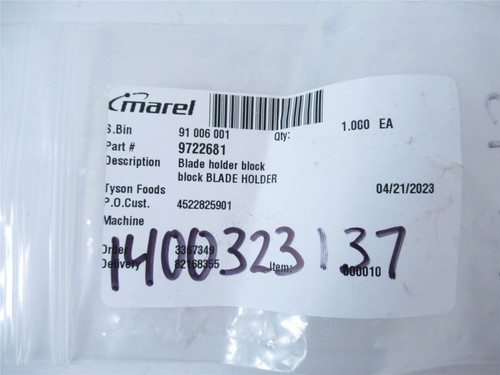 marel
S.Bin 91 006 001 Qty: 1.000 EA
Part # 9722681
Description Blade holder block
block BLADE HOLDER
Tyson Foods 04/21/2023
P.O.Cust. 4522825901
Machine
Order 3367349
Delivery 82168355 Item: 000010
1400323137